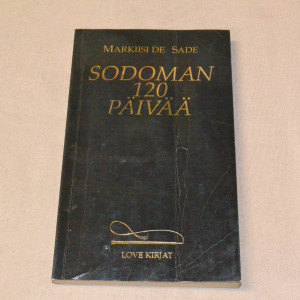 MARKIISI DE SADE
SODOMAN
120
PÄIVÄÄ
LOVE KIRJAT